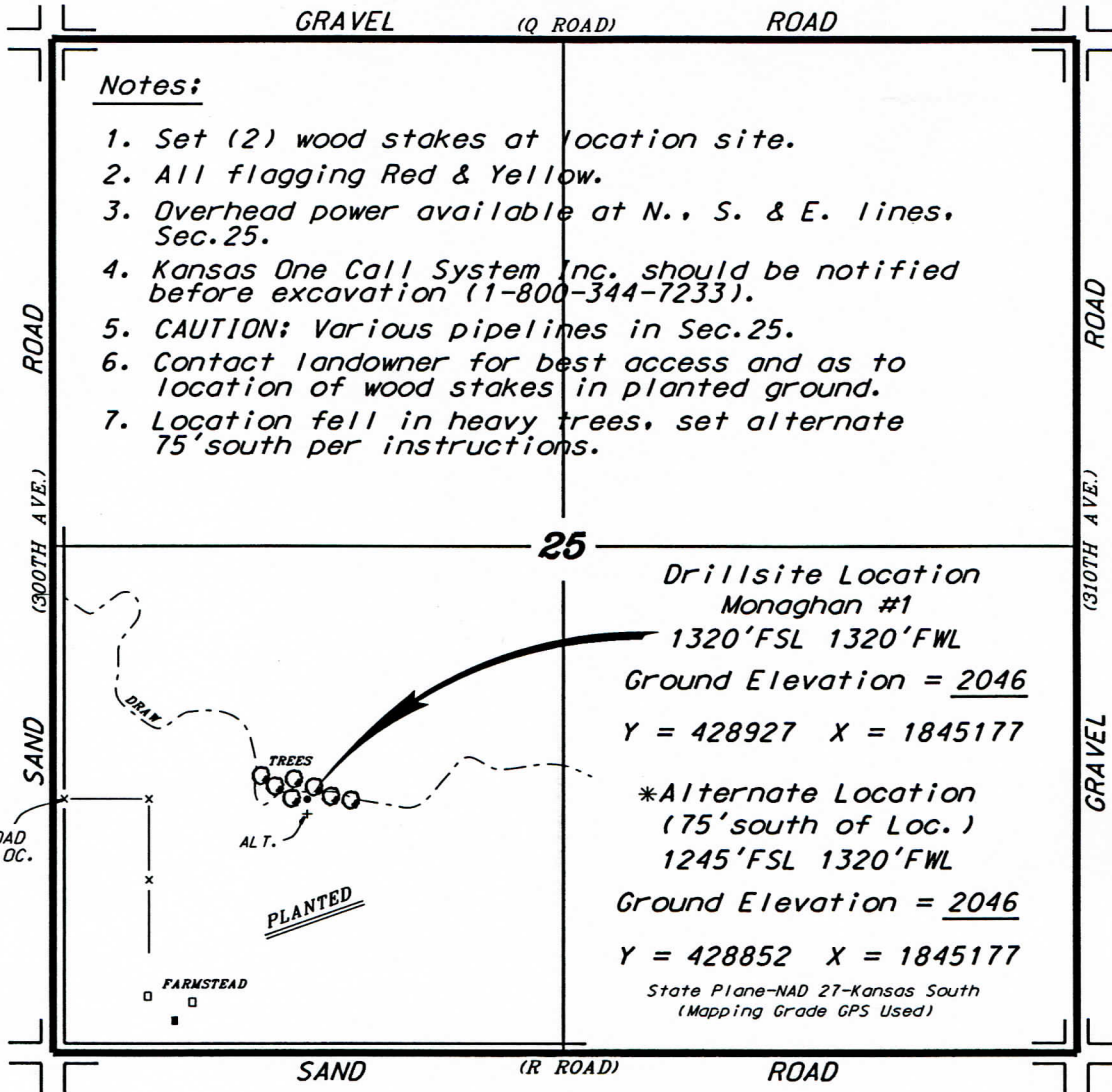 GRAVEL (Q ROAD) ROAD
Notes:
1. Set (2) wood stakes at location site.
2. All flagging Red & Yellow.
3. Overhead power available at N., S. & E. lines,
Sec.25.
4. Kansas One Call System Inc. should be notified
before excavation (1-800-344-7233).
5. CAUTION: Various pipelines in Sec.25.
6. Contact landowner for best access and as to
location of wood stakes in planted ground.
7. Location fell in heavy trees, set alternate
75'south per instructions.
ROAD
(300TH AVE.)
SAND
ROAD
(310TH AVE.)
GRAVEL
25
Drillsite Location
Monaghan #1
1320'FSL 1320'FWL
Ground Elevation = 2046
Y = 428927 X = 1845177
*Alternate Location
(75'south of Loc.)
1245'FSL 1320'FWL
Ground Elevation = 2046
Y = 428852 X = 1845177
State Plane-NAD 27-Kansas South
(Mapping Grade GPS Used)
DRAW
TREES
ALT.
PLANTED
FARMSTEAD
SAND (R ROAD) ROAD